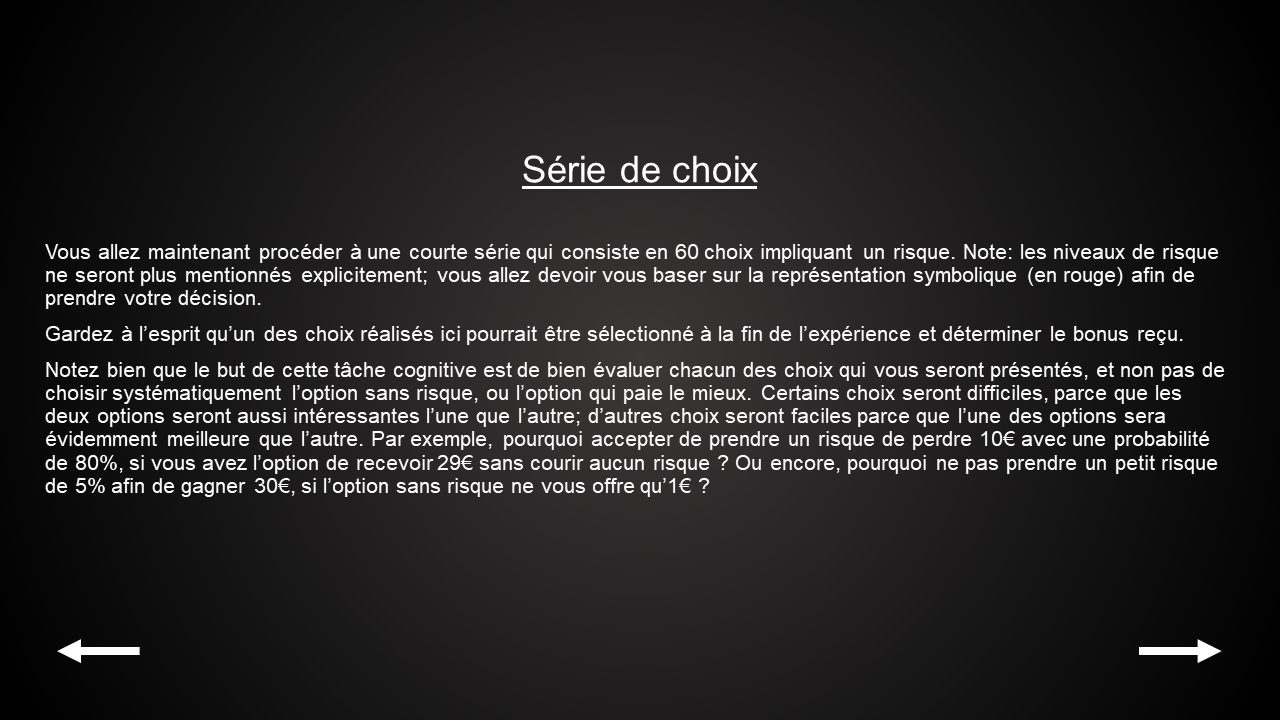 Série de choix
Vous allez maintenant procéder à une courte série qui consiste en 60 choix impliquant un risque. Note: les niveaux de risque
ne seront plus mentionnés explicitement; vous allez devoir vous baser sur la représentation symbolique (en rouge) afin de
prendre votre décision.
Gardez à l’esprit qu’un des choix réalisés ici pourrait être sélectionné à la fin de l’expérience et déterminer le bonus reçu.
Notez bien que le but de cette tâche cognitive est de bien évaluer chacun des choix qui vous seront présentés, et non pas de
choisir systématiquement l’option sans risque, ou l’option qui paie le mieux. Certains choix seront difficiles, parce que les
deux options seront aussi intéressantes l’une que l’autre; d’autres choix seront faciles parce que l’une des options sera
évidemment meilleure que l’autre. Par exemple, pourquoi accepter de prendre un risque de perdre 10€ avec une probabilité
de 80%, si vous avez l’option de recevoir 29€ sans courir aucun risque ? Ou encore, pourquoi ne pas prendre un petit risque
de 5% afin de gagner 30€, si l’option sans risque ne vous offre qu’1€ ?